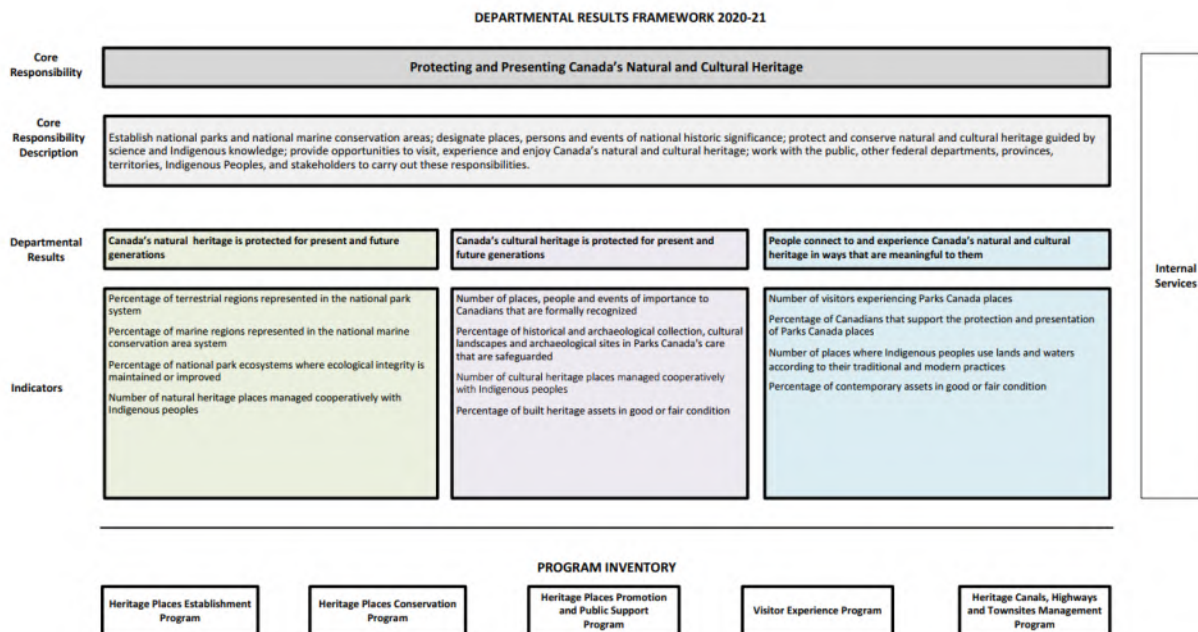 DEPARTMENTAL RESULTS FRAMEWORK 2020-21
Core
Responsibility
Protecting and Presenting Canada's Natural and Cultural Heritage
Core
Responsibility
Description
Establish national parks and national marine conservation areas; designate places, persons and events of national historic significance; protect and conserve natural and cultural heritage guided by
science and Indigenous knowledge; provide opportunities to visit, experience and enjoy Canada's natural and cultural heritage; work with the public, other federal departments, provinces,
territories, Indigenous Peoples, and stakeholders to carry out these responsibilities.
Departmental
Results
Canada's natural heritage is protected for present and future
generations
Canada's cultural heritage is protected for present and
future generations
People connect to and experience Canada's natural and cultural
heritage in ways that are meaningful to them
Indicators
Percentage of terrestrial regions represented in the national park
system
Percentage of marine regions represented in the national marine
conservation area system
Percentage of national park ecosystems where ecological integrity is
maintained or improved
Number of natural heritage places managed cooperatively with
Indigenous peoples
Number of places, people and events of importance to
Canadians that are formally recognized
Percentage of historical and archaeological collection, cultural
landscapes and archaeological sites in Parks Canada's care
that are safeguarded
Number of cultural heritage places managed cooperatively
with Indigenous peoples
Percentage of built heritage assets in good or fair condition
Number of visitors experiencing Parks Canada places
Percentage of Canadians that support the protection and presentation
of Parks Canada places
Number of places where Indigenous peoples use lands and waters
according to their traditional and modern practices
Percentage of contemporary assets in good or fair condition
Internal
Services
PROGRAM INVENTORY
Heritage Places Establishment
Program
Heritage Places Conservation
Program
Heritage Places Promotion
and Public Support
Program
Visitor Experience Program
Heritage Canals, Highways
and Townsites Management
Program